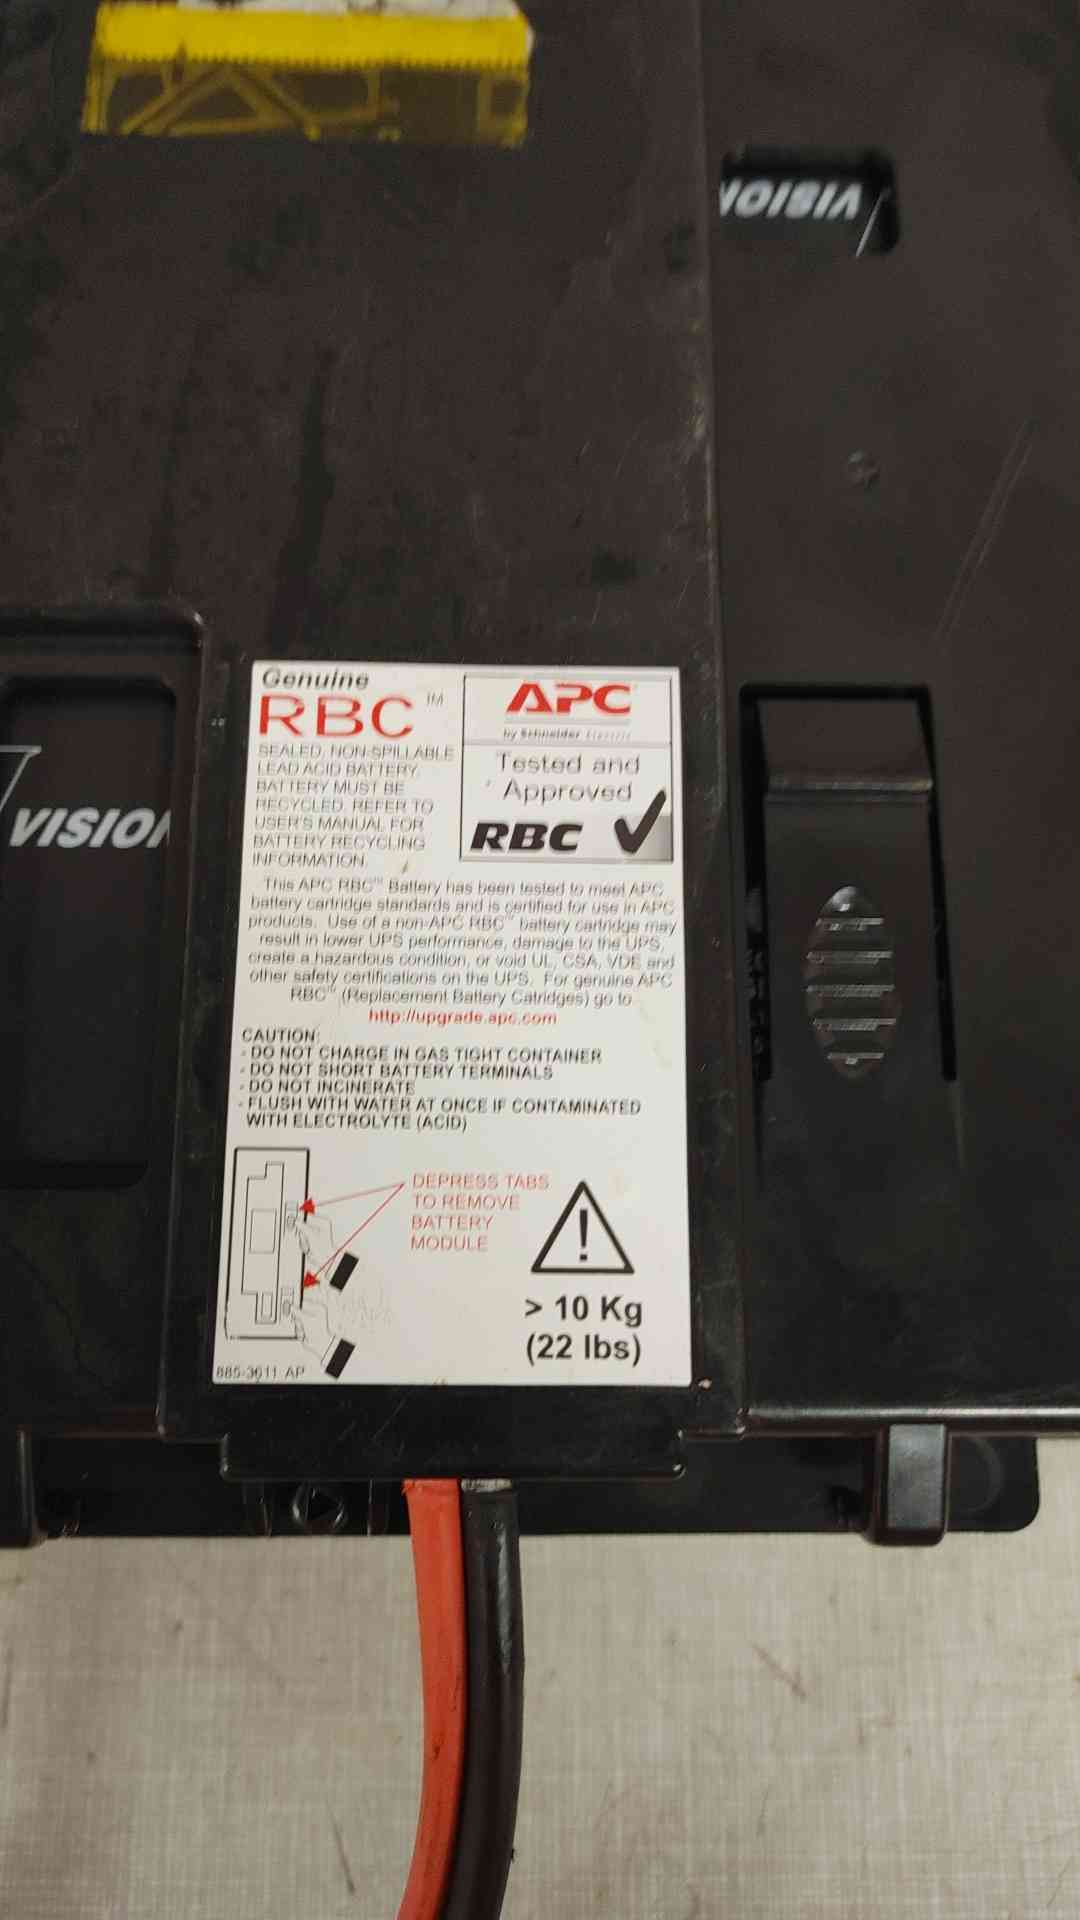 VISION
VISION
Genuine
RBC™
SEALED, NON-SPILLABLE
LEAD ACID BATTERY.
BATTERY MUST BE
RECYCLED. REFER TO
USER'S MANUAL FOR
BATTERY RECYCLING
INFORMATION.
APC
by Schneider Electric
Tested and
Approved
RBC
This APC RBC™ Battery has been tested to meet APC
battery cartridge standards and is certified for use in APC
products. Use of a non-APC RBC™ battery cartridge may
result in lower UPS performance, damage to the UPS,
create a hazardous condition, or void UL, CSA, VDE and
other safety certifications on the UPS. For genuine APC
RBC™ (Replacement Battery Catridges) go to
http://upgrade.apc.com
CAUTION:
- DO NOT CHARGE IN GAS TIGHT CONTAINER
- DO NOT SHORT BATTERY TERMINALS
- DO NOT INCINERATE
- FLUSH WITH WATER AT ONCE IF CONTAMINATED
WITH ELECTROLYTE (ACID)
DEPRESS TABS
TO REMOVE
BATTERY
MODULE
!
> 10 Kg
(22 lbs)
885-3611 AP